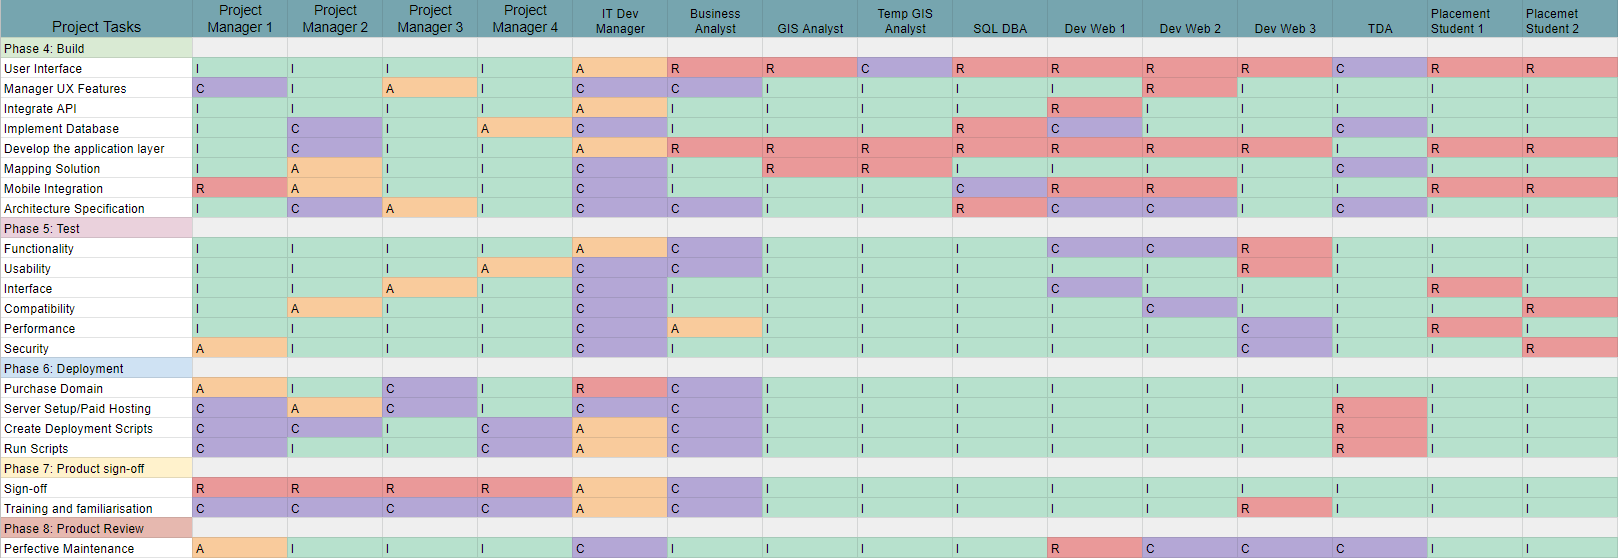 Project Tasks Project Manager 1 Project Manager 2 Project Manager 3 Project Manager 4 IT Dev Manager Business Analyst GIS Analyst Temp GIS Analyst SQL DBA Dev Web 1 Dev Web 2 Dev Web 3 TDA Placement Student 1 Placemet Student 2
Phase 4: Build
User Interface I I I I A R R C R R R R C R R
Manager UX Features C I A I C C I I I I R I I I I
Integrate API I I I I A I I I I R I I I I I
Implement Database I C I A C I I I R C I I C I I
Develop the application layer I C I I A R R R R R R R I R R
Mapping Solution I A I I C I R R I I I I C I I
Mobile Integration R A I I C I I I C R R I I R R
Architecture Specification I C A I C C I I R C C I C I I
Phase 5: Test
Functionality I I I I A C I I I C C R I I I
Usability I I I A C C I I I I I R I I I
Interface I I A I C I I I I C I I I R I
Compatibility I A I I C I I I I I C I I I R
Performance I I I I C A I I I I I C I R I
Security A I I I C I I I I I I C I I R
Phase 6: Deployment
Purchase Domain A I C I R C I I I I I I I I I
Server Setup/Paid Hosting C A C I C C I I I I I I R I I
Create Deployment Scripts C C I C A C I I I I I I R I I
Run Scripts C I I C A C I I I I I I R I I
Phase 7: Product sign-off
Sign-off R R R R A C I I I I I I I I I
Training and familiarisation C C C C A C I I I I I R I I I
Phase 8: Product Review
Perfective Maintenance A I I I C I I I I R C C C I I